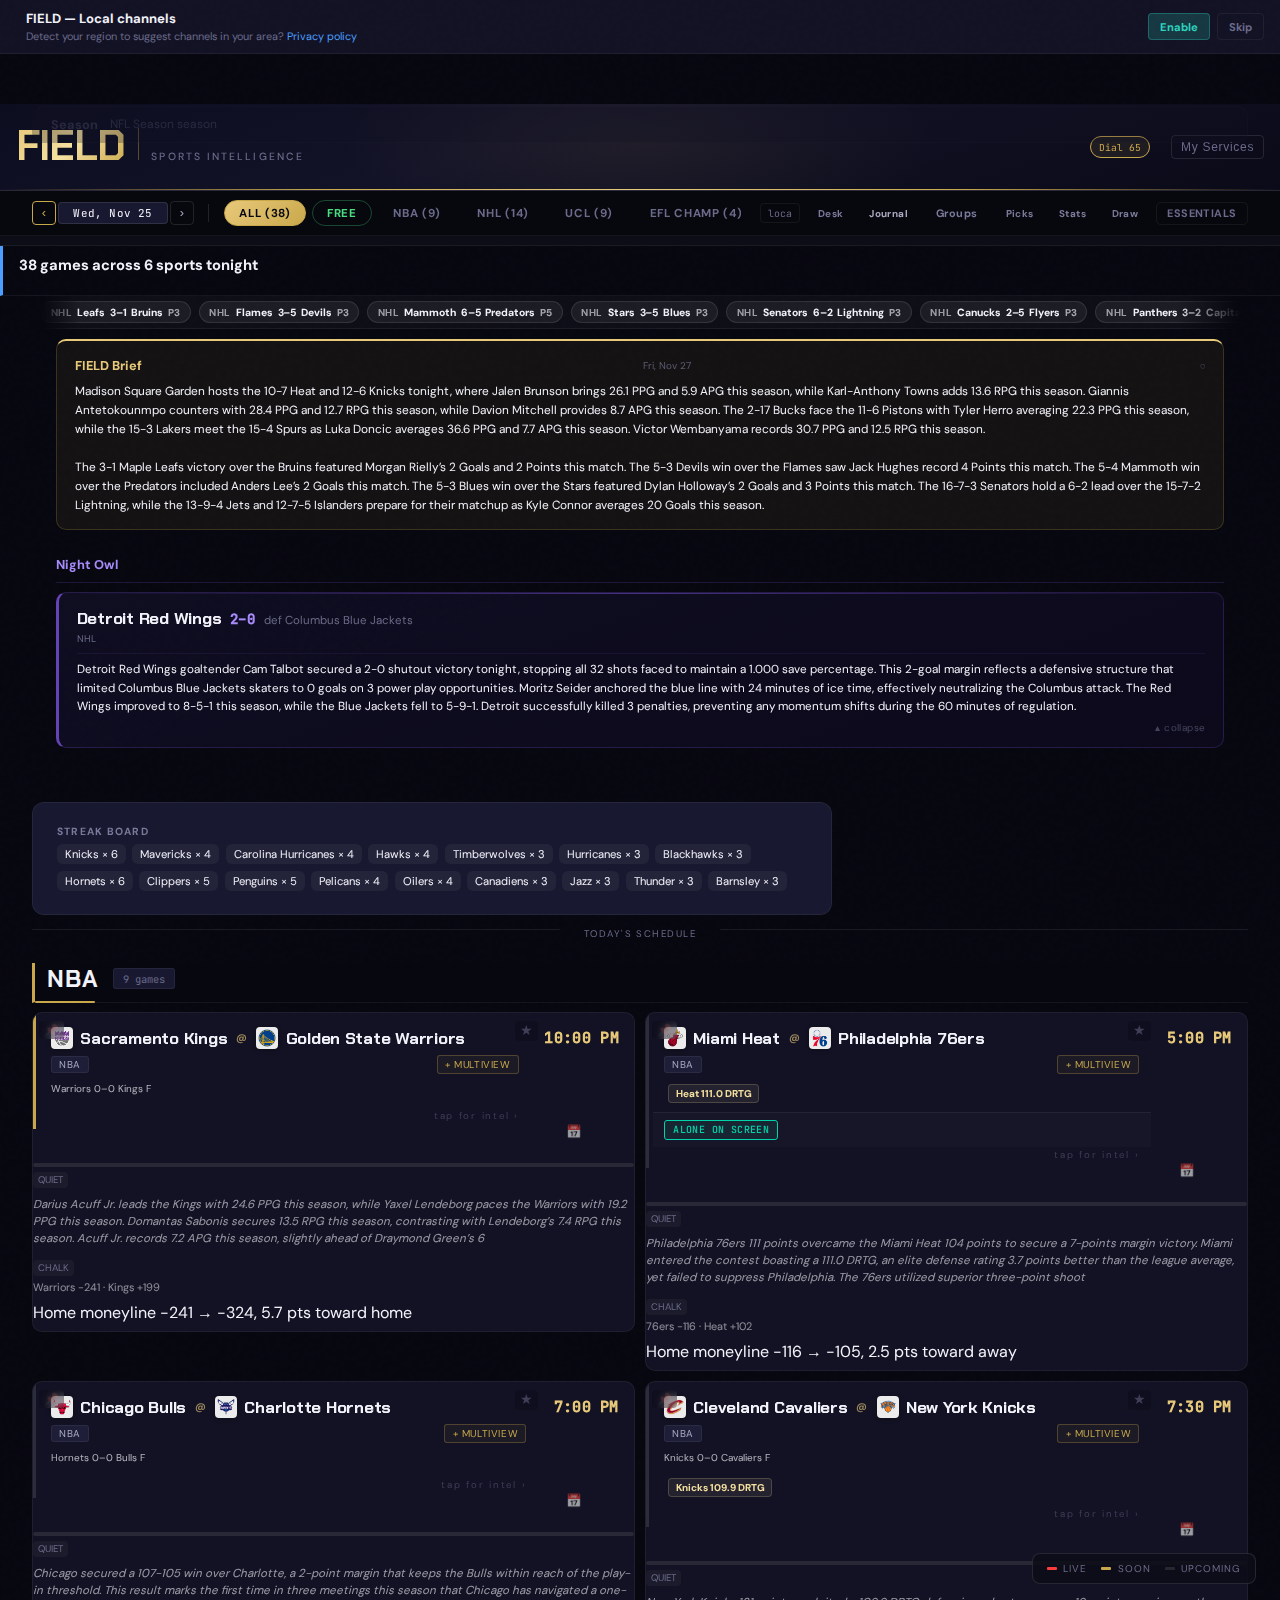 FIELD — Local channels
Detect your region to suggest channels in your area? Privacy policy
Enable
Skip
Season NFL Season season
FIELD
SPORTS INTELLIGENCE
Dial 65
My Services
‹ Wed, Nov 25 ›
ALL (38) FREE NBA (9) NHL (14) UCL (9) EFL CHAMP (4) loca Desk Journal Groups Picks Stats Draw ESSENTIALS
38 games across 6 sports tonight
NHL Leafs 3–1 Bruins P3 NHL Flames 3–5 Devils P3 NHL Mammoth 6–5 Predators P5 NHL Stars 3–5 Blues P3 NHL Senators 6–2 Lightning P3 NHL Canucks 2–5 Flyers P3 NHL Panthers 3–2
FIELD Brief
Fri, Nov 27
Madison Square Garden hosts the 10-7 Heat and 12-6 Knicks tonight, where Jalen Brunson brings 26.1 PPG and 5.9 APG this season, while Karl-Anthony Towns adds 13.6 RPG this season. Giannis
Antetokounmpo counters with 28.4 PPG and 12.7 RPG this season, while Davion Mitchell provides 8.7 APG this season. The 2-17 Bucks face the 11-6 Pistons with Tyler Herro averaging 22.3 PPG this season,
while the 15-3 Lakers meet the 15-4 Spurs as Luka Doncic averages 36.6 PPG and 7.7 APG this season. Victor Wembanyama records 30.7 PPG and 12.5 RPG this season.
The 3-1 Maple Leafs victory over the Bruins featured Morgan Rielly's 2 Goals and 2 Points this match. The 5-3 Devils win over the Flames saw Jack Hughes record 4 Points this match. The 5-4 Mammoth win
over the Predators included Anders Lee's 2 Goals this match. The 5-3 Blues win over the Stars featured Dylan Holloway's 2 Goals and 3 Points this match. The 16-7-3 Senators hold a 6-2 lead over the 15-7-2
Lightning, while the 13-9-4 Jets and 12-7-5 Islanders prepare for their matchup as Kyle Connor averages 20 Goals this season.
Night Owl
Detroit Red Wings 2–0 def Columbus Blue Jackets
NHL
Detroit Red Wings goaltender Cam Talbot secured a 2-0 shutout victory tonight, stopping all 32 shots faced to maintain a 1.000 save percentage. This 2-goal margin reflects a defensive structure that
limited Columbus Blue Jackets skaters to 0 goals on 3 power play opportunities. Moritz Seider anchored the blue line with 24 minutes of ice time, effectively neutralizing the Columbus attack. The Red
Wings improved to 8-5-1 this season, while the Blue Jackets fell to 5-9-1. Detroit successfully killed 3 penalties, preventing any momentum shifts during the 60 minutes of regulation.
▴ collapse
STREAK BOARD
Knicks × 6 Mavericks × 4 Carolina Hurricanes × 4 Hawks × 4 Timberwolves × 3 Hurricanes × 3 Blackhawks × 3
Hornets × 6 Clippers × 5 Penguins × 5 Pelicans × 4 Oilers × 4 Canadiens × 3 Jazz × 3 Thunder × 3 Barnsley × 3
TODAY'S SCHEDULE
NBA 9 games
Sacramento Kings @ Golden State Warriors ★ 10:00 PM
NBA + MULTIVIEW
Warriors 0–0 Kings F
tap for intel ›
QUIET
Darius Acuff Jr. leads the Kings with 24.6 PPG this season, while Yaxel Lendeborg paces the Warriors with 19.2
PPG this season. Domantas Sabonis secures 13.5 RPG this season, contrasting with Lendeborg's 7.4 RPG this
season. Acuff Jr. records 7.2 APG this season, slightly ahead of Draymond Green's 6
CHALK
Warriors -241 · Kings +199
Home moneyline -241 → -324, 5.7 pts toward home
Miami Heat @ Philadelphia 76ers ★ 5:00 PM
NBA + MULTIVIEW
Heat 111.0 DRTG
ALONE ON SCREEN
tap for intel ›
QUIET
Philadelphia 76ers 111 points overcame the Miami Heat 104 points to secure a 7-points margin victory. Miami
entered the contest boasting a 111.0 DRTG, an elite defense rating 3.7 points better than the league average,
yet failed to suppress Philadelphia. The 76ers utilized superior three-point shoot
CHALK
76ers -116 · Heat +102
Home moneyline -116 → -105, 2.5 pts toward away
Chicago Bulls @ Charlotte Hornets ★ 7:00 PM
NBA + MULTIVIEW
Hornets 0–0 Bulls F
tap for intel ›
QUIET
Chicago secured a 107-105 win over Charlotte, a 2-point margin that keeps the Bulls within reach of the play-
in threshold. This result marks the first time in three meetings this season that Chicago has navigated a one-
Cleveland Cavaliers @ New York Knicks ★ 7:30 PM
NBA + MULTIVIEW
Knicks 0–0 Cavaliers F
Knicks 109.9 DRTG
tap for intel ›
QUIET
LIVE SOON UPCOMING